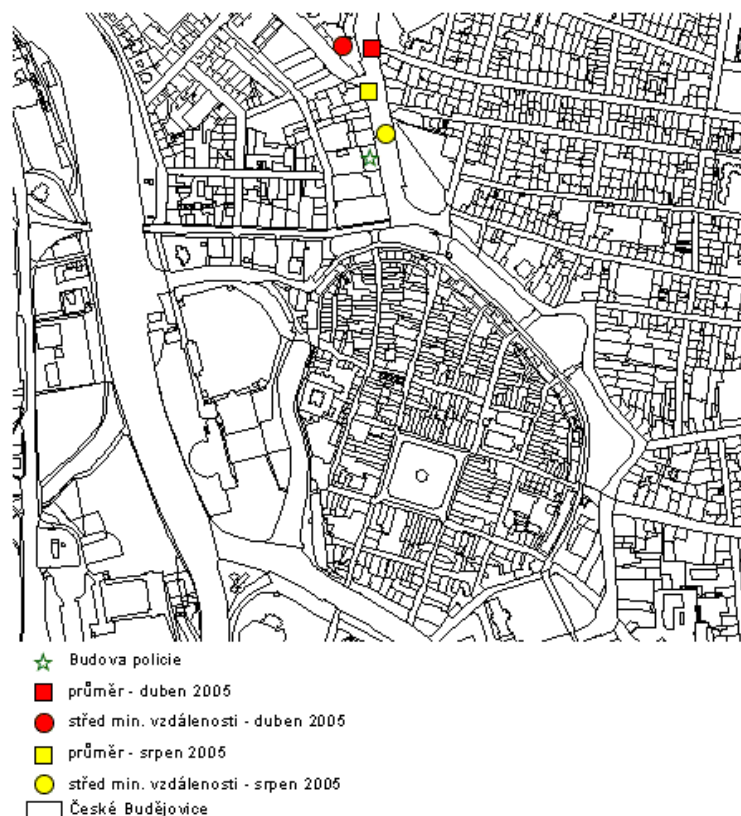 Budova policie
průměr - duben 2005
střed min. vzdálenosti - duben 2005
průměr - srpen 2005
střed min. vzdálenosti - srpen 2005
České Budějovice